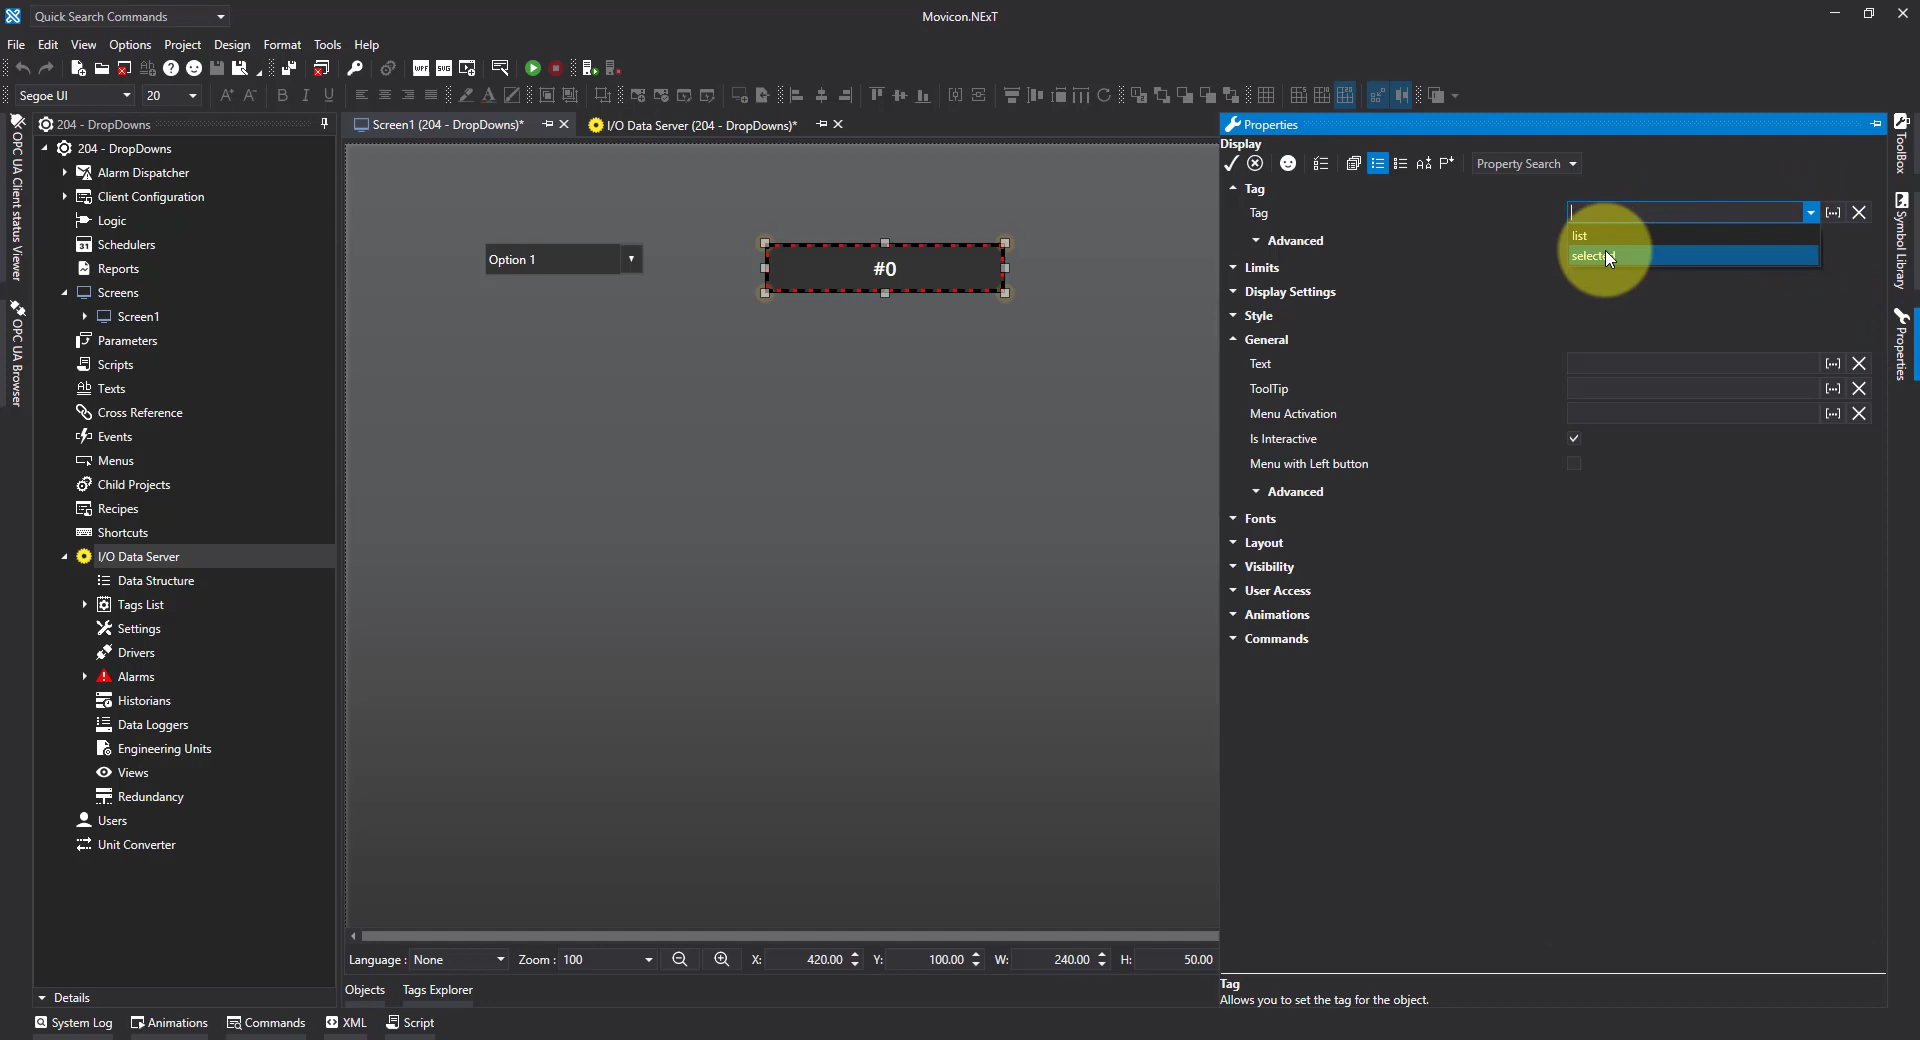 Quick Search Commands
Movicon.NExT
File Edit View Options Project Design Format Tools Help
Segoe UI 20
204 - DropDowns
Screen1 (204 - DropDowns)*
I/O Data Server (204 - DropDowns)*
Properties
OPC UA Client status Viewer
OPC UA Browser
204 - DropDowns
Alarm Dispatcher
Client Configuration
Logic
Schedulers
Reports
Screens
Screen1
Parameters
Scripts
Texts
Cross Reference
Events
Menus
Child Projects
Recipes
Shortcuts
I/O Data Server
Data Structure
Tags List
Settings
Drivers
Alarms
Historians
Data Loggers
Engineering Units
Views
Redundancy
Users
Unit Converter
Details
Option 1
#0
Language : None Zoom : 100 X: 420.00 Y: 100.00 W: 240.00 H: 50.00
Objects Tags Explorer
Display
Property Search
Tag
Tag
list
selected
Advanced
Limits
Display Settings
Style
General
Text
ToolTip
Menu Activation
Is Interactive
Menu with Left button
Advanced
Fonts
Layout
Visibility
User Access
Animations
Commands
Tag
Allows you to set the tag for the object.
ToolBox
Symbol Library
Properties
System Log Animations Commands XML Script